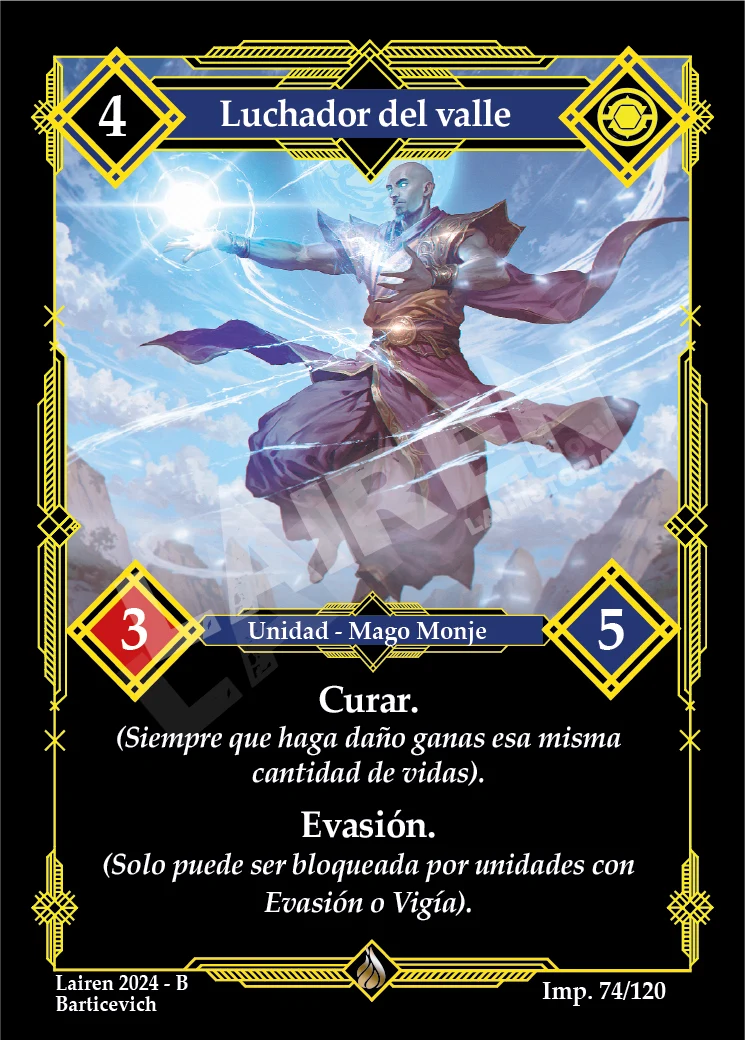 4
Luchador del valle
LAIREN
3
Unidad - Mago Monje
5
Curar.
(Siempre que haga daño ganas esa misma
cantidad de vidas).
Evasión.
(Solo puede ser bloqueada por unidades con
Evasión o Vigía).
Lairen 2024 - B
Barticevich
Imp. 74/120